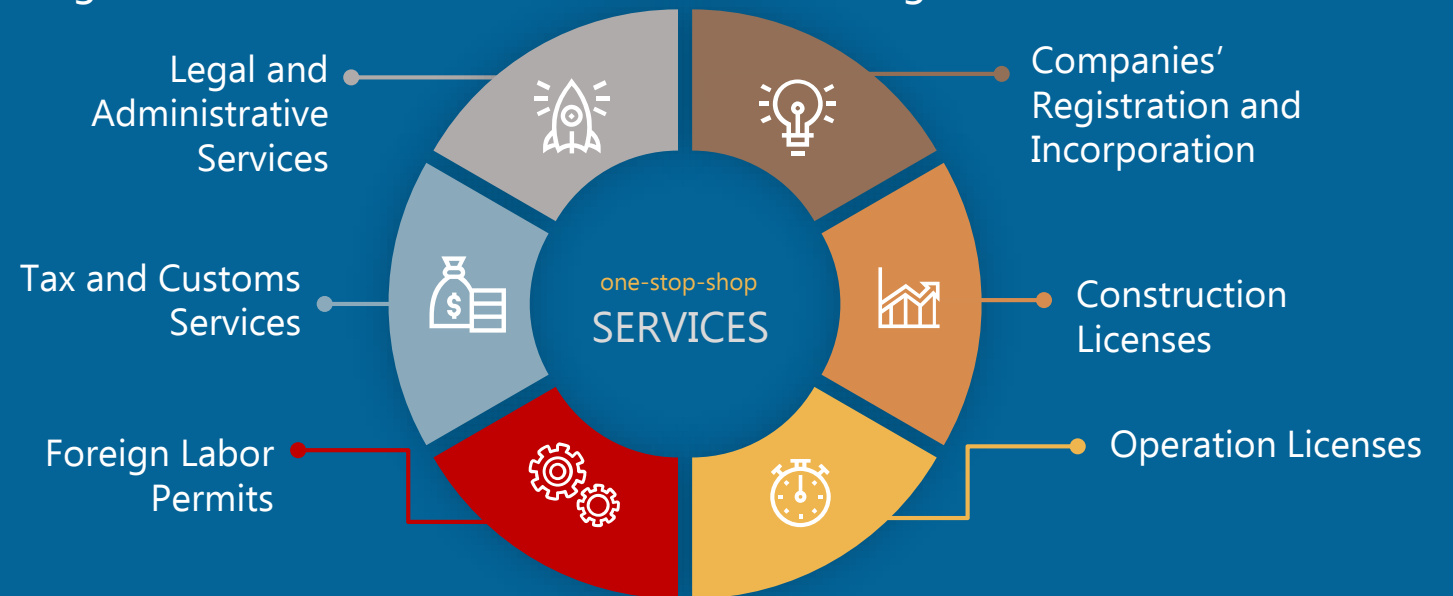 Legal and
Administrative
Services
Companies’
Registration and
Incorporation
Tax and Customs
Services
one-stop-shop
SERVICES
Construction
Licenses
Foreign Labor
Permits
Operation Licenses
$